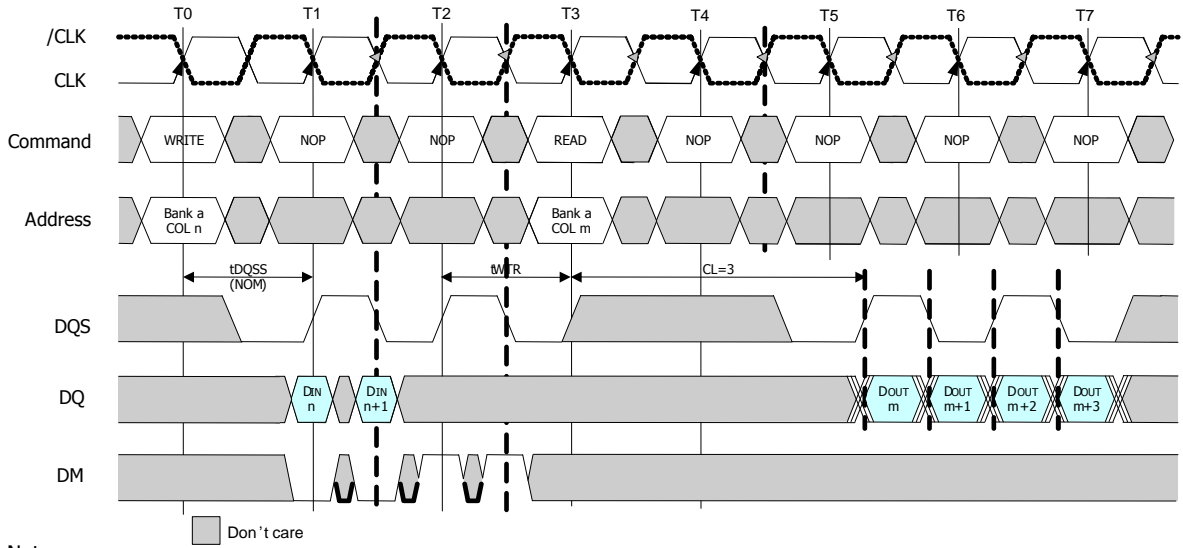 T0 T1 T2 T3 T4 T5 T6 T7
/CLK
CLK
Command WRITE NOP NOP READ NOP NOP NOP NOP
Address Bank a COL n Bank a COL m
tDQSS (NOM) tWTR CL=3
DQS
DQ DIN n DIN n+1 DOUT m DOUT m+1 DOUT m+2 DOUT m+3
DM
Don't care